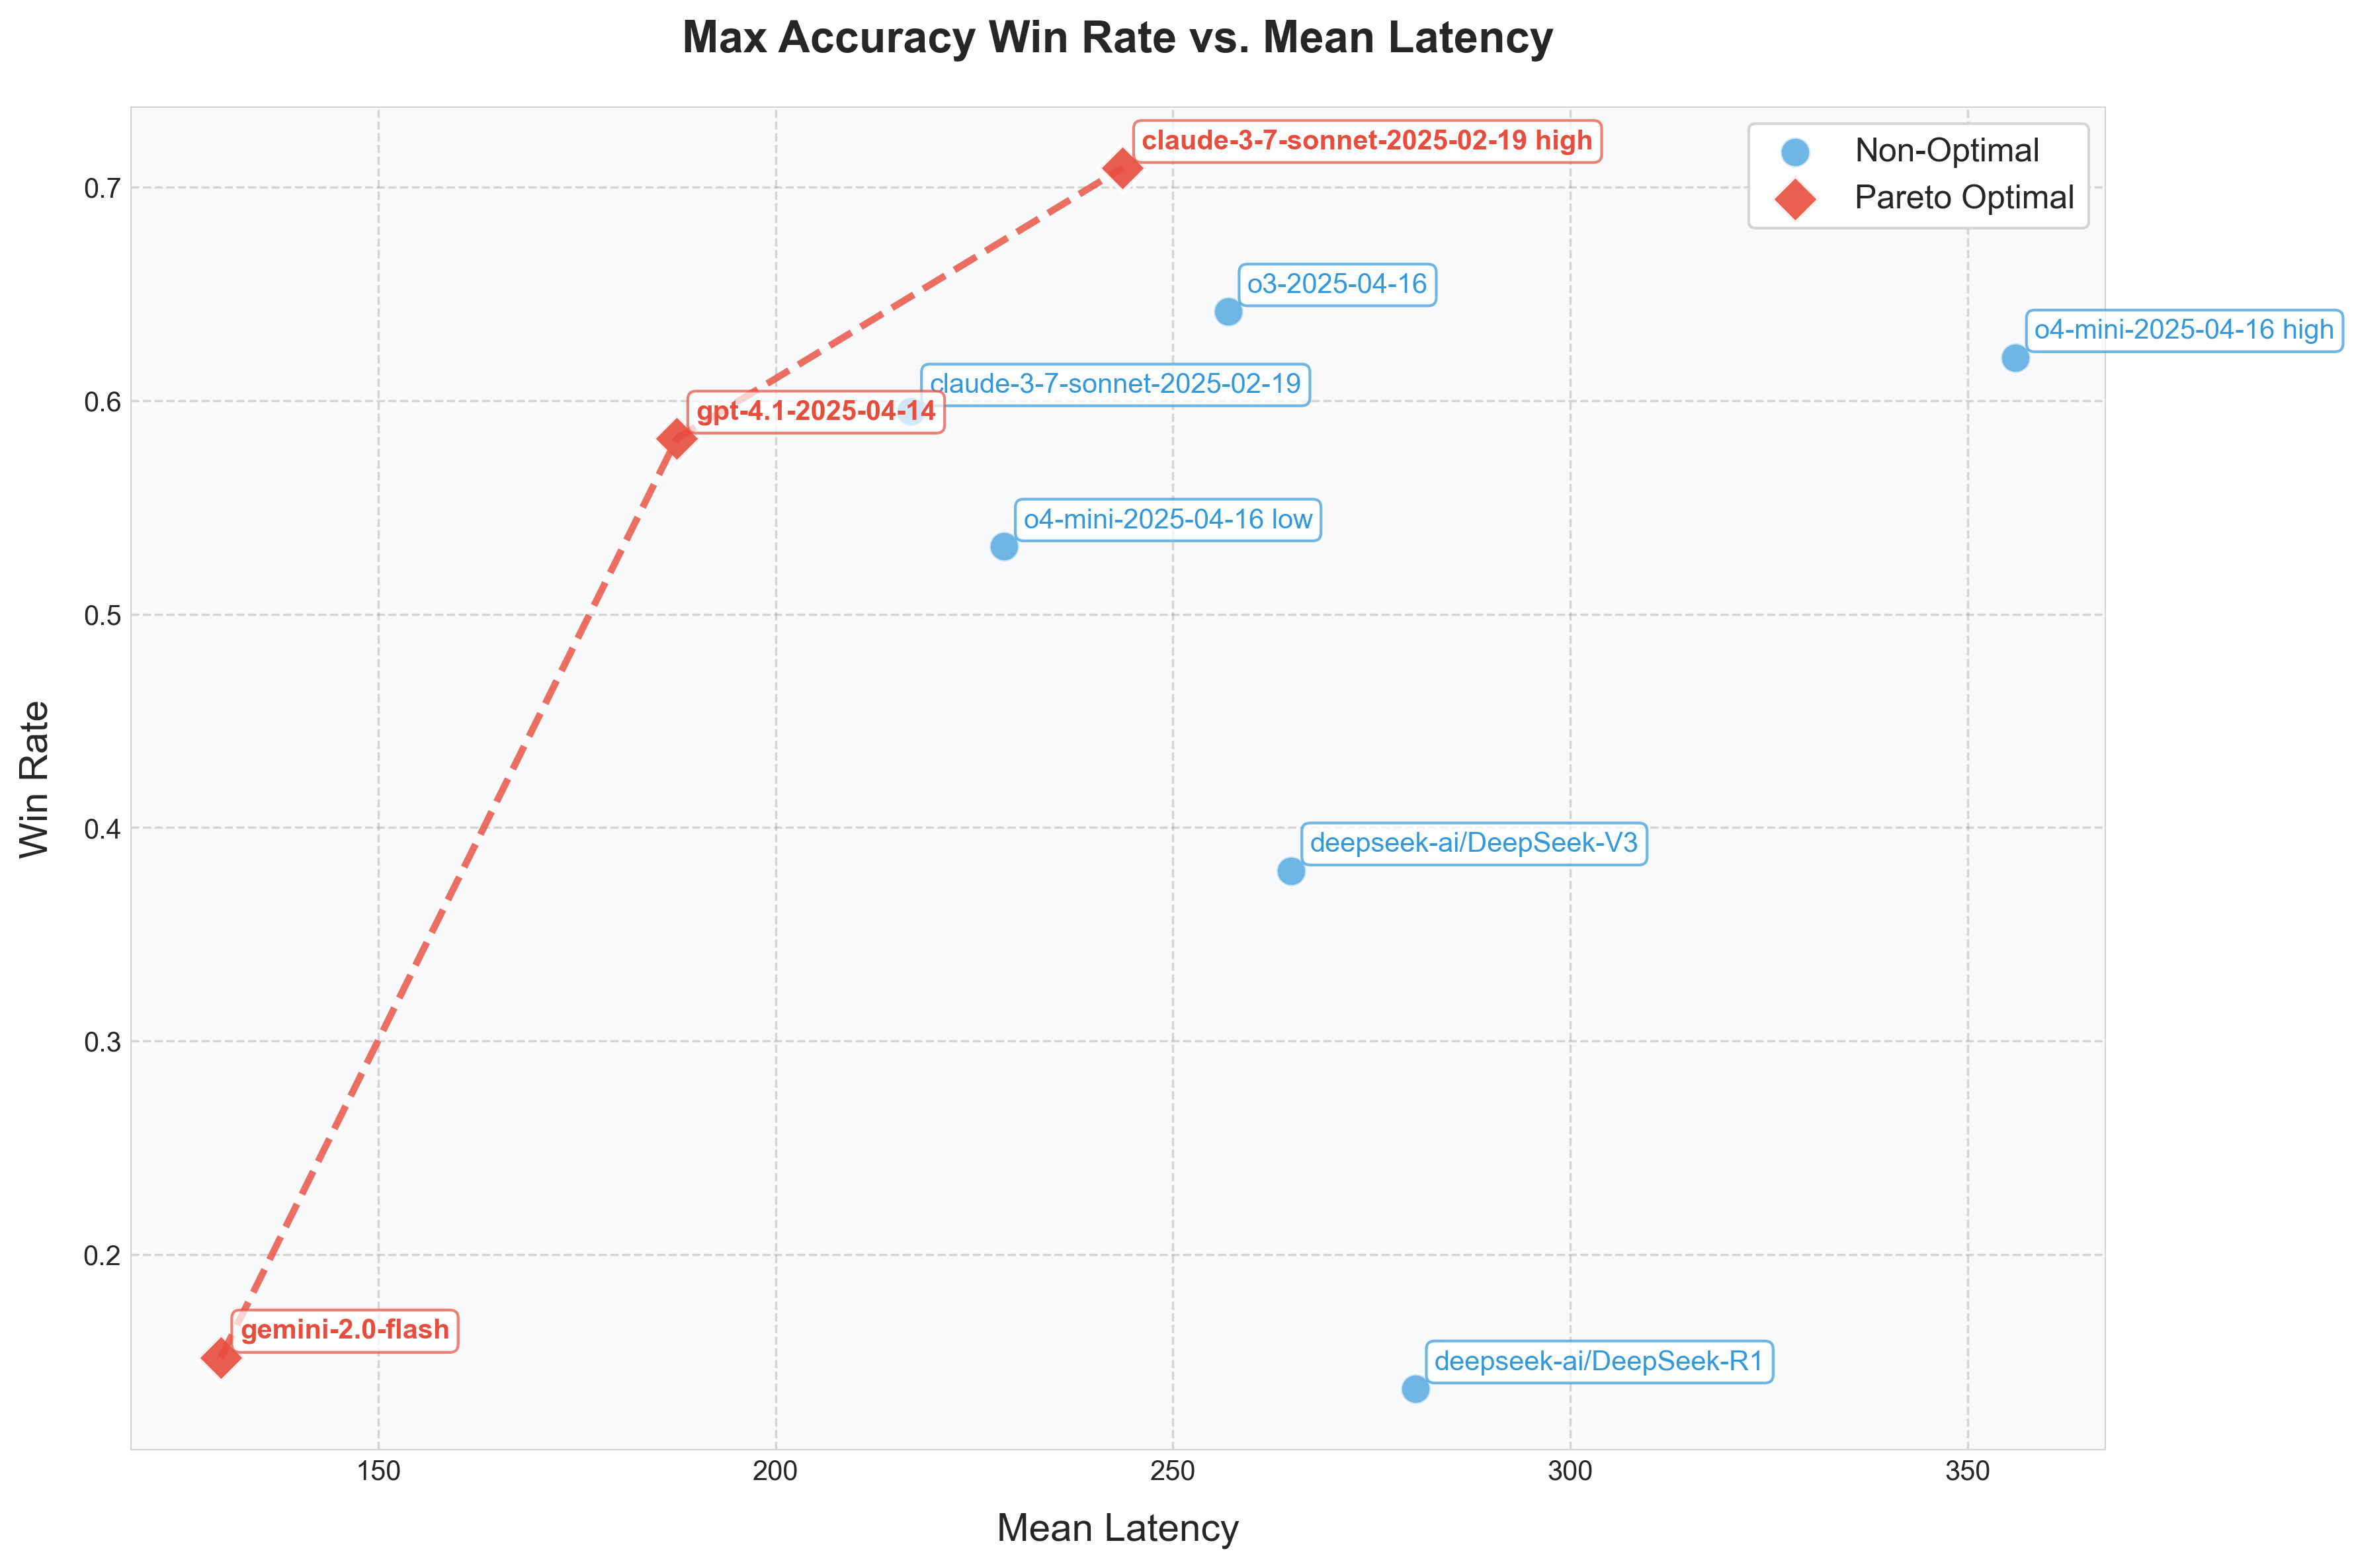 Max Accuracy Win Rate vs. Mean Latency
claude-3-7-sonnet-2025-02-19 high
Non-Optimal
Pareto Optimal
0.7
o3-2025-04-16
o4-mini-2025-04-16 high
claude-3-7-sonnet-2025-02-19
0.6
gpt-4.1-2025-04-14
o4-mini-2025-04-16 low
0.5
Win Rate
0.4
deepseek-ai/DeepSeek-V3
0.3
0.2
gemini-2.0-flash
deepseek-ai/DeepSeek-R1
150
200
250
300
350
Mean Latency